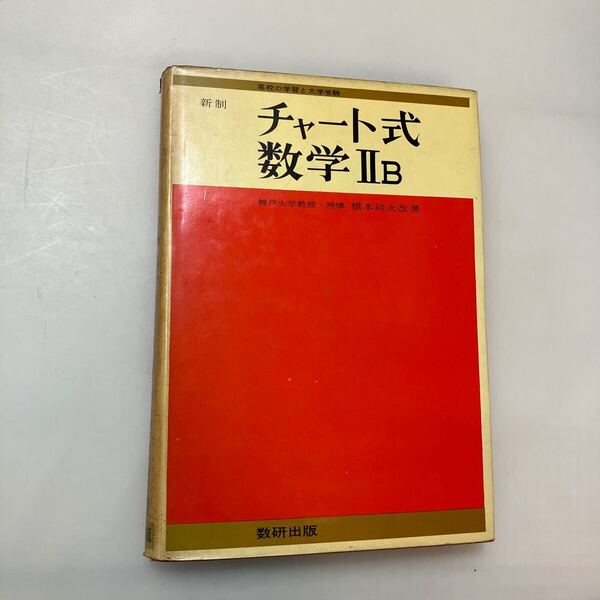 高校の学習と大学受験
新制
チャート式
数学ⅡB
神戸大学教授・理博 橋本純次改著
数研出版